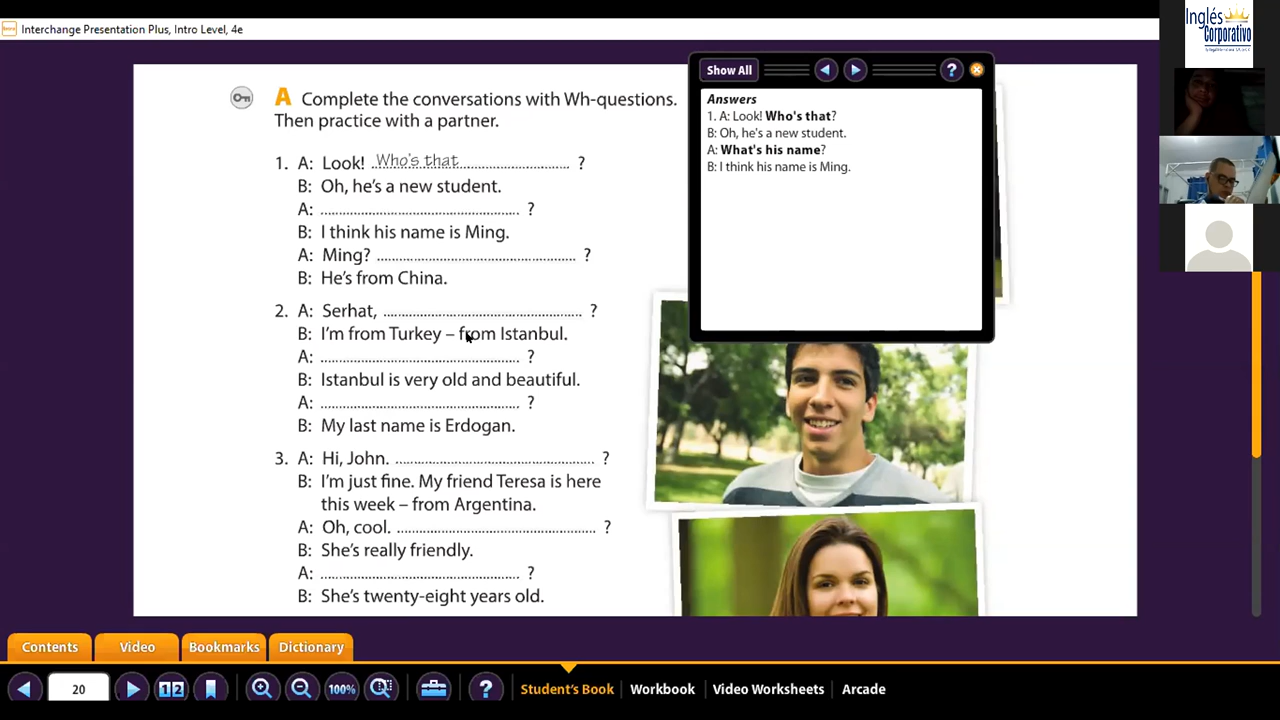 Interchange Presentation Plus, Intro Level, 4e
Inglés
Corporativo
A Complete the conversations with Wh-questions.
Then practice with a partner.
1. A: Look! Who's that ?
B: Oh, he's a new student.
A: ?
B: I think his name is Ming.
A: Ming? ?
B: He's from China.
2. A: Serhat, ?
B: I'm from Turkey – from Istanbul.
A: ?
B: Istanbul is very old and beautiful.
A: ?
B: My last name is Erdogan.
3. A: Hi, John. ?
B: I'm just fine. My friend Teresa is here
this week – from Argentina.
A: Oh, cool. ?
B: She's really friendly.
A: ?
B: She's twenty-eight years old.
Show All
?
Answers
1. A: Look! Who's that?
B: Oh, he's a new student.
A: What's his name?
B: I think his name is Ming.
Contents Video Bookmarks Dictionary
20 12 100% ? Student's Book Workbook Video Worksheets Arcade